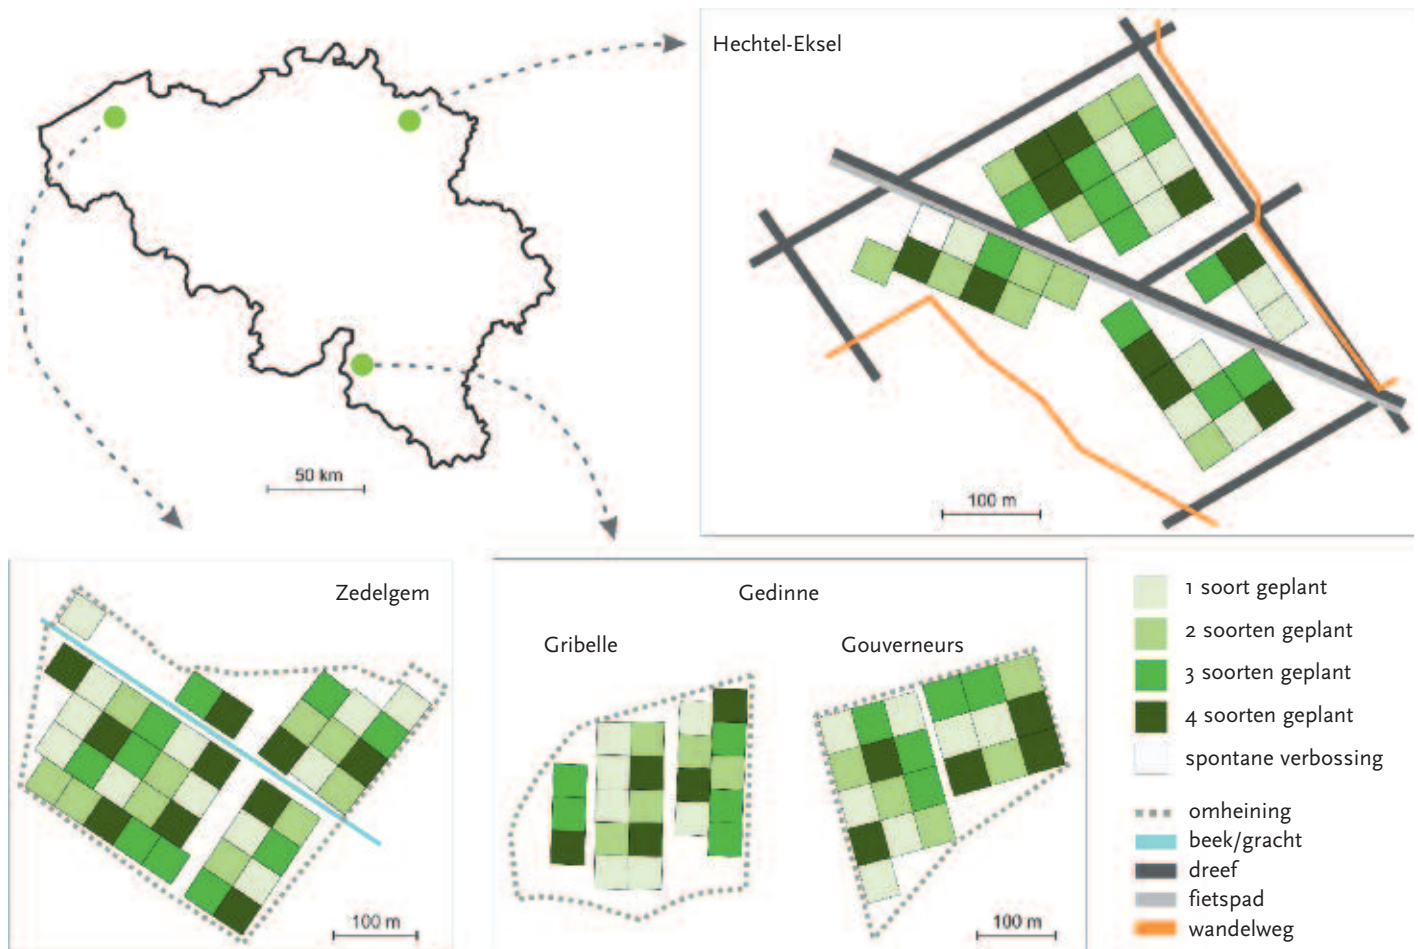 Hechtel-Eksel
50 km
100 m
Zedelgem
100 m
Gedinne
Gribelle
Gouverneurs
100 m
1 soort geplant
2 soorten geplant
3 soorten geplant
4 soorten geplant
spontane verbossing
omheining
beek/gracht
dreef
fietspad
wandelweg